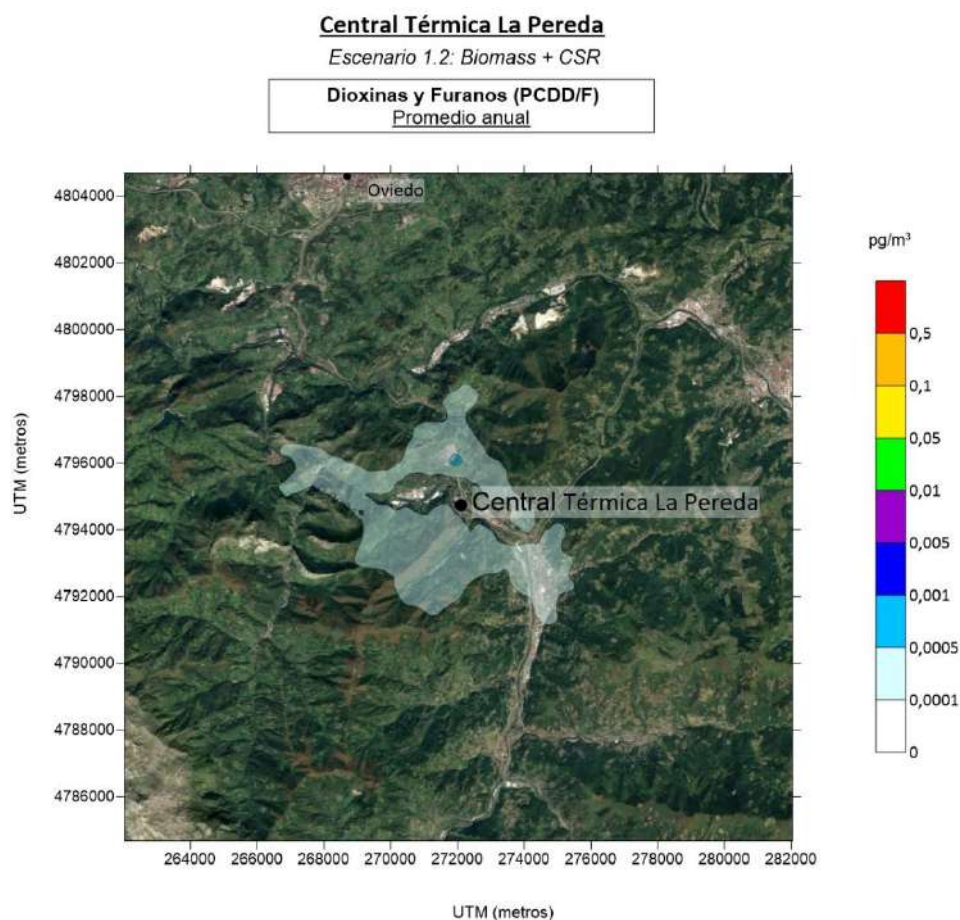 Central Térmica La Pereda
Escenario 1.2: Biomass + CSR
Dioxinas y Furanos (PCDD/F)
Promedio anual
4804000
4802000
4800000
4798000
4796000
4794000
4792000
4790000
4788000
4786000
UTM (metros)
Oviedo
Central Térmica La Pereda
264000 266000 268000 270000 272000 274000 276000 278000 280000 282000
UTM (metros)
pg/m³
0,5
0,1
0,05
0,01
0,005
0,001
0,0005
0,0001
0